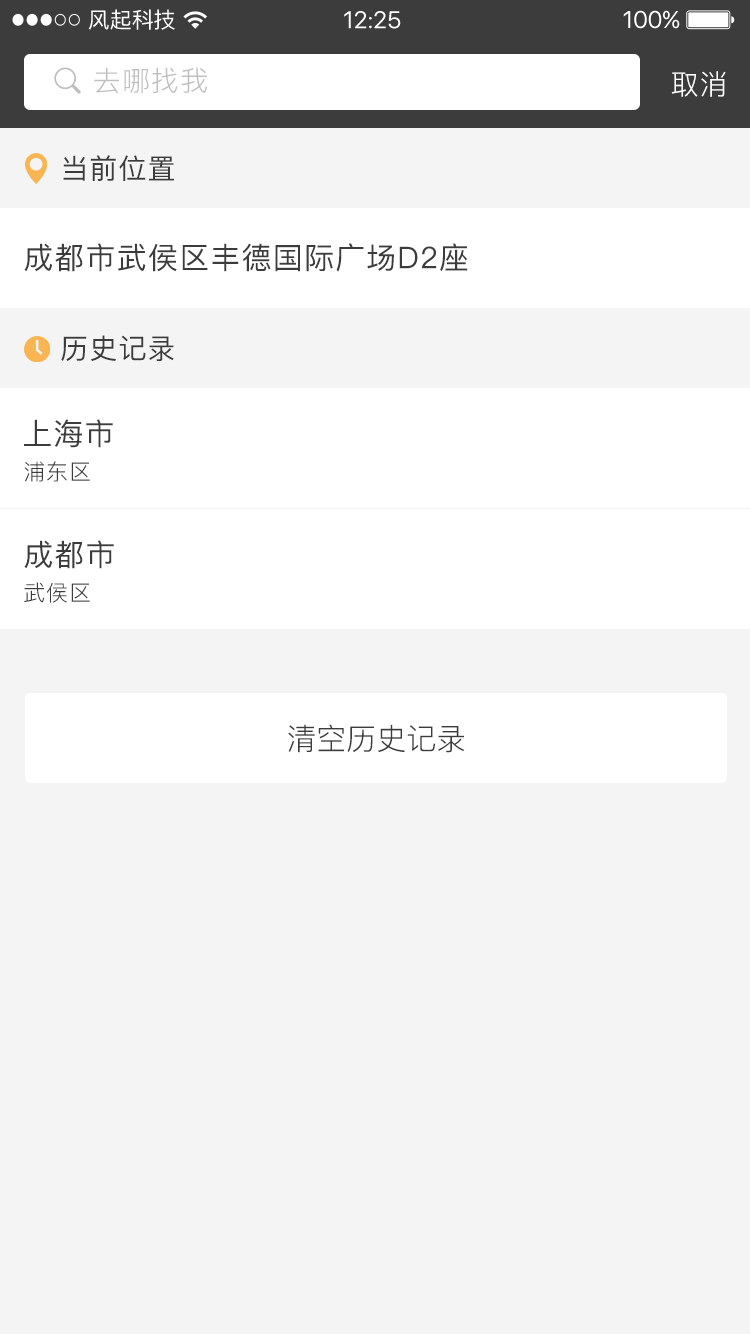 风起科技 12:25 100%
去哪找我 取消
当前位置
成都市武侯区丰德国际广场D2座
历史记录
上海市
浦东区
成都市
武侯区
清空历史记录